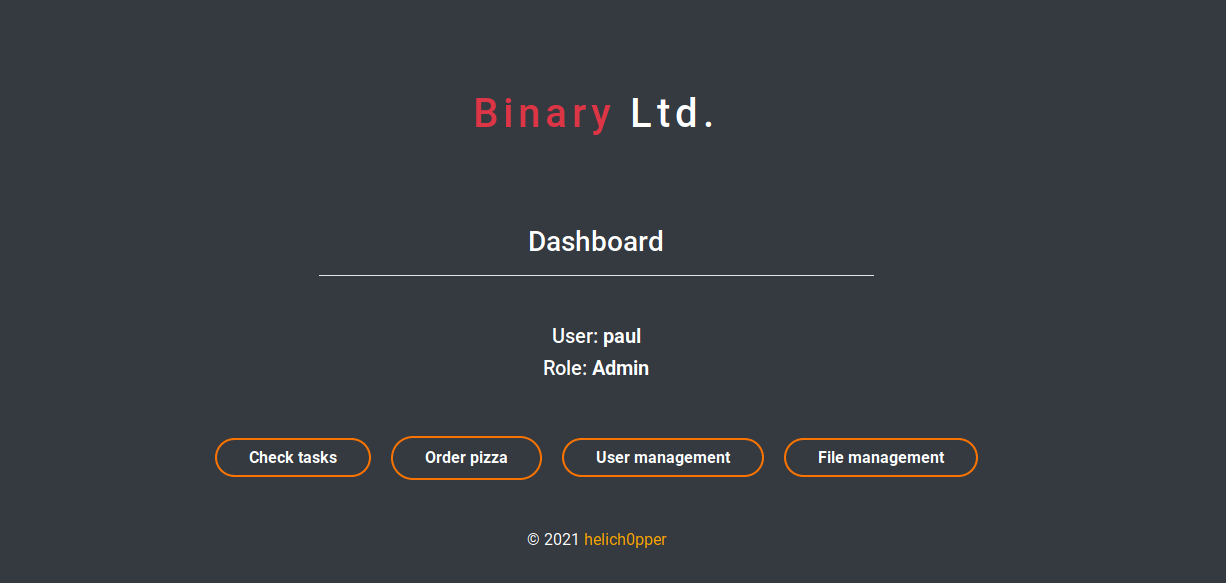 Binary Ltd.
Dashboard
User: paul
Role: Admin
Check tasks
Order pizza
User management
File management
© 2021 helich0pper